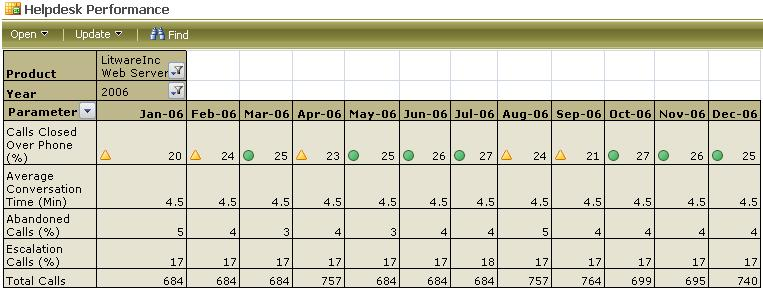 Helpdesk Performance
Open Update Find
Product LitwareInc Web Server
Year 2006
Parameter Jan-06 Feb-06 Mar-06 Apr-06 May-06 Jun-06 Jul-06 Aug-06 Sep-06 Oct-06 Nov-06 Dec-06
Calls Closed Over Phone (%) 20 24 25 23 25 26 27 24 21 27 26 25
Average Conversation Time (Min) 4.5 4.5 4.5 4.5 4.5 4.5 4.5 4.5 4.5 4.5 4.5 4.5
Abandoned Calls (%) 5 4 3 4 3 4 4 5 4 4 4 4
Escalation Calls (%) 17 17 17 17 17 17 18 17 17 17 17 17
Total Calls 684 684 684 757 684 684 684 757 764 699 695 740